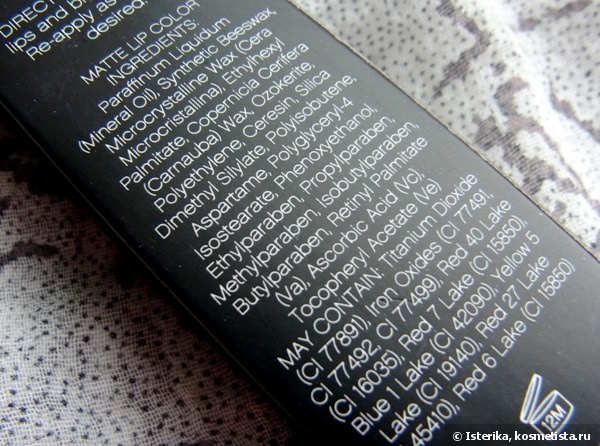 DIRECT
lips and b
Re-apply as
desired.
MATTE LIP COLOR
INGREDIENTS:
Paraffinum Liquidum
(Mineral Oil), Synthetic Beeswax,
Microcrystalline Wax (Cera
Microcristallina), Ethylhexyl
Palmitate, Copernicia Cerifera
(Carnauba) Wax, Ozokerite,
Polyethylene, Ceresin, Silica
Dimethyl Silylate, Polyisobutene,
Aspartame, Polyglyceryl-4
Isostearate, Phenoxyethanol,
Ethylparaben, Propylparaben,
Methylparaben, Isobutylparaben,
Butylparaben, Retinyl Palmitate
(Va), Ascorbic Acid (Vc),
Tocopheryl Acetate (Ve)
MAY CONTAIN: Titanium Dioxide
(CI 77891), Iron Oxides (CI 77491,
CI 77492, CI 77499), Red 40 Lake
(CI 16035), Red 7 Lake (CI 15850),
Blue 1 Lake (CI 42090), Yellow 5
Lake (CI 19140), Red 27 Lake
45410), Red 6 Lake (CI 15850)
12M
© Isterika, kosmetista.ru